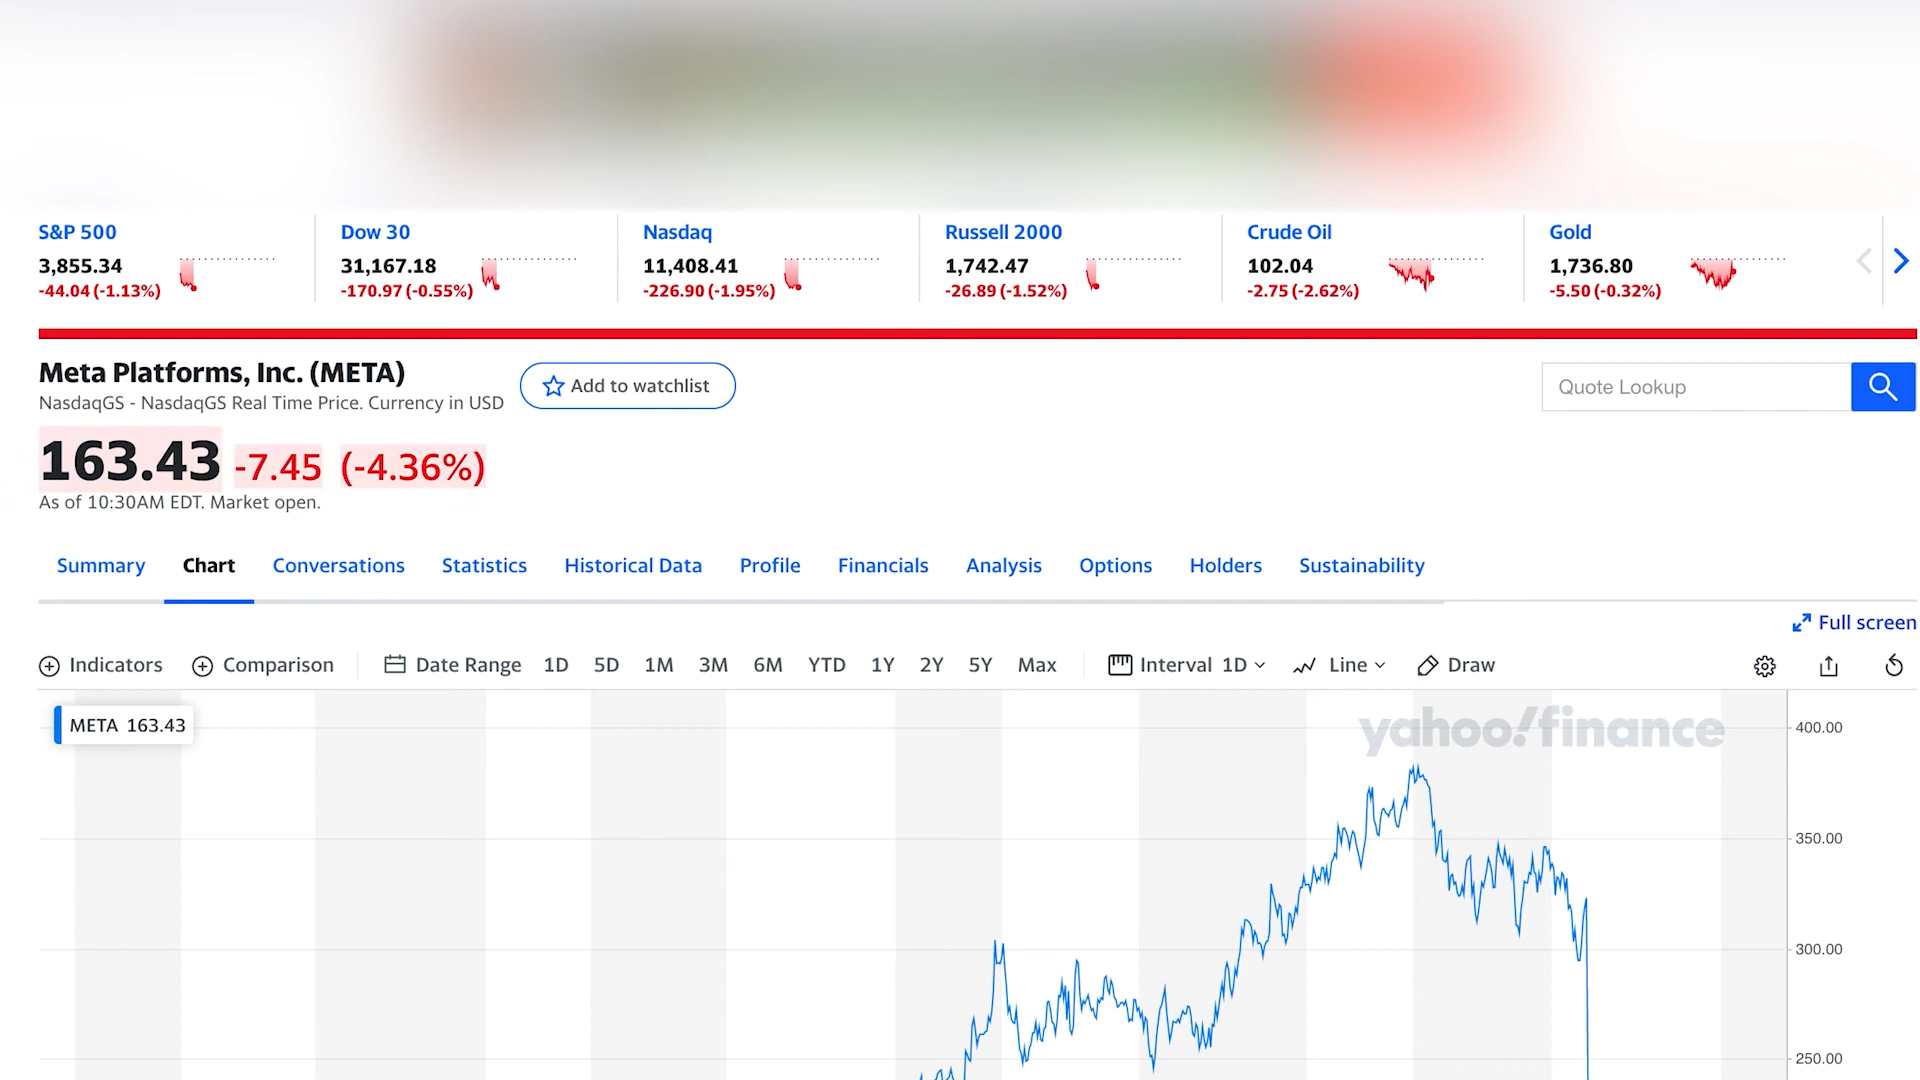 S&P 500
3,855.34
-44.04 (-1.13%)
Dow 30
31,167.18
-170.97 (-0.55%)
Nasdaq
11,408.41
-226.90 (-1.95%)
Russell 2000
1,742.47
-26.89 (-1.52%)
Crude Oil
102.04
-2.75 (-2.62%)
Gold
1,736.80
-5.50 (-0.32%)
Meta Platforms, Inc. (META)
NasdaqGS - NasdaqGS Real Time Price. Currency in USD
Add to watchlist
Quote Lookup
163.43 -7.45 (-4.36%)
As of 10:30AM EDT. Market open.
Summary Chart Conversations Statistics Historical Data Profile Financials Analysis Options Holders Sustainability
Full screen
Indicators Comparison Date Range 1D 5D 1M 3M 6M YTD 1Y 2Y 5Y Max Interval 1D Line Draw
META 163.43
yahoo!finance
400.00
350.00
300.00
250.00